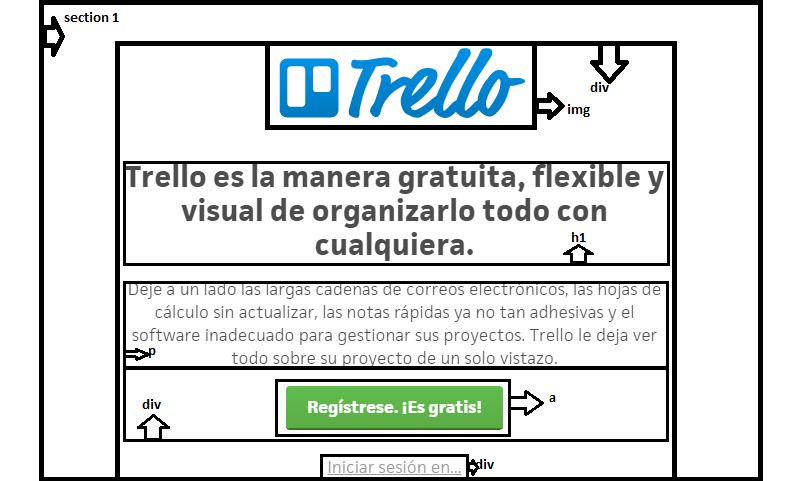 section 1
Trello
div
img
Trello es la manera gratuita, flexible y
visual de organizarlo todo con
cualquiera.
h1
Deje a un lado las largas cadenas de correos electrónicos, las hojas de
cálculo sin actualizar, las notas rápidas ya no tan adhesivas y el
software inadecuado para gestionar sus proyectos. Trello le deja ver
todo sobre su proyecto de un solo vistazo.
p
Regístrese. ¡Es gratis!
a
div
Iniciar sesión en...
div